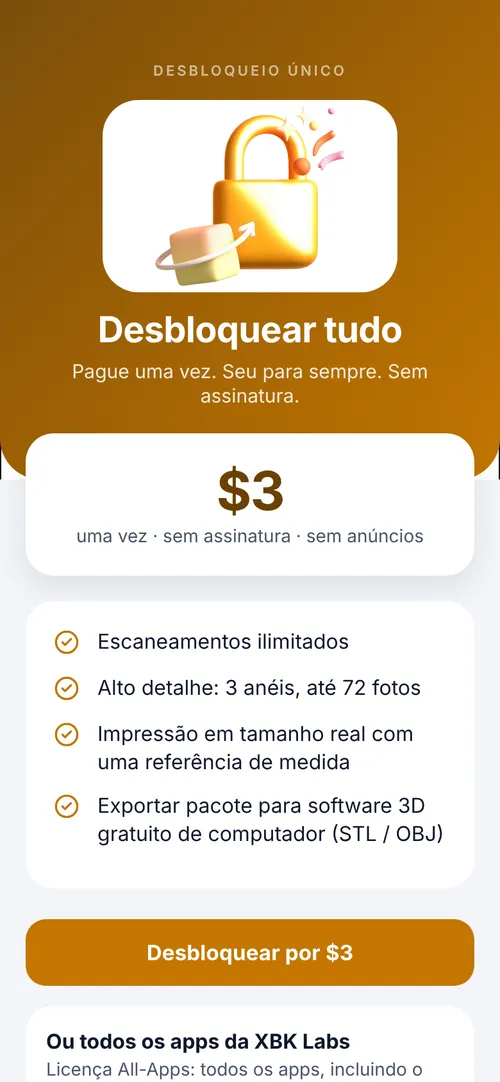 DESBLOQUEIO ÚNICO
Desbloquear tudo
Pague uma vez. Seu para sempre. Sem
assinatura.
$3
uma vez · sem assinatura · sem anúncios
Escaneamentos ilimitados
Alto detalhe: 3 anéis, até 72 fotos
Impressão em tamanho real com
uma referência de medida
Exportar pacote para software 3D
gratuito de computador (STL / OBJ)
Desbloquear por $3
Ou todos os apps da XBK Labs
Licença All-Apps: todos os apps, incluindo o